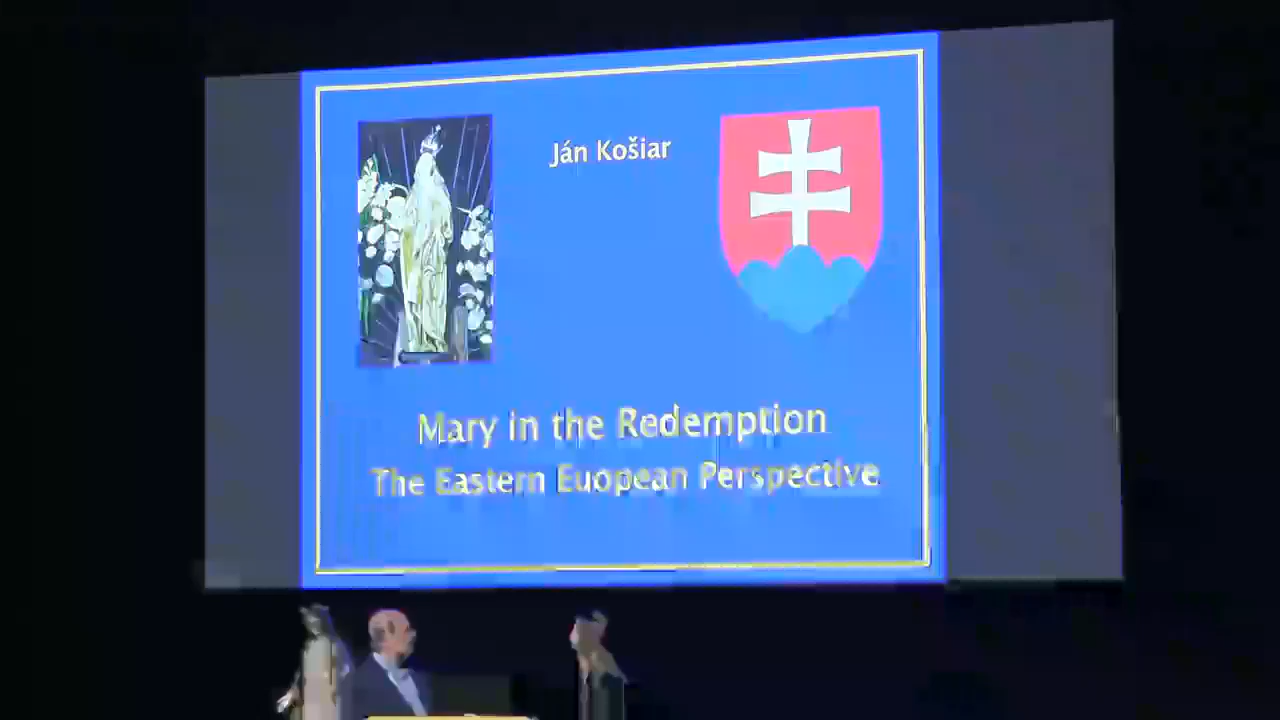 Ján Košiar
Mary in the Redemption
The Eastern Euopean Perspective